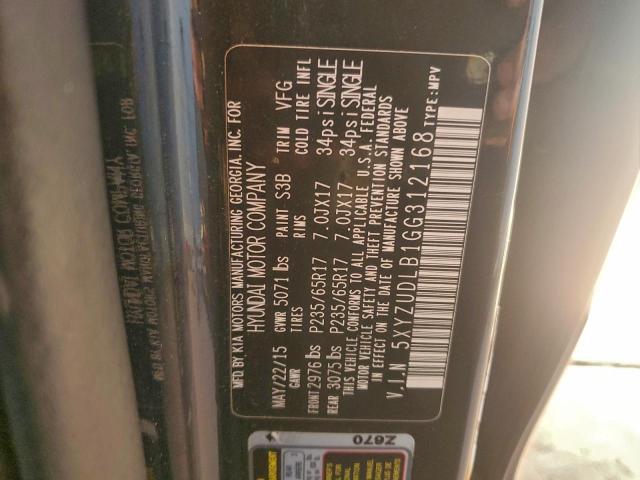 MFD BY KIA MOTORS MANUFACTURING GEORGIA, INC. FOR
HYUNDAI MOTOR COMPANY
MAY/22/15 GVWR 5071 lbs PAINT S3B TRIM VFG
GAWR TIRES RIMS COLD TIRE INFL
FRONT 2976 lbs P235/65R17 7.0JX17 34psi SINGLE
REAR 3075 lbs P235/65R17 7.0JX17 34psi SINGLE
THIS VEHICLE CONFORMS TO ALL APPLICABLE U.S.A. FEDERAL
MOTOR VEHICLE SAFETY AND THEFT PREVENTION STANDARDS
IN EFFECT ON THE DATE OF MANUFACTURE SHOWN ABOVE
V.I.N 5XYZUDLB1GG312168 TYPE:MPV
Z670